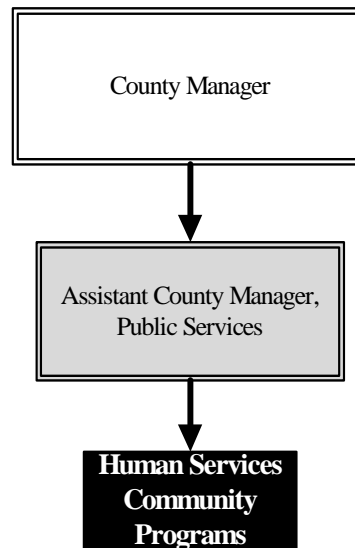 County Manager
Assistant County Manager,
Public Services
Human Services
Community
Programs